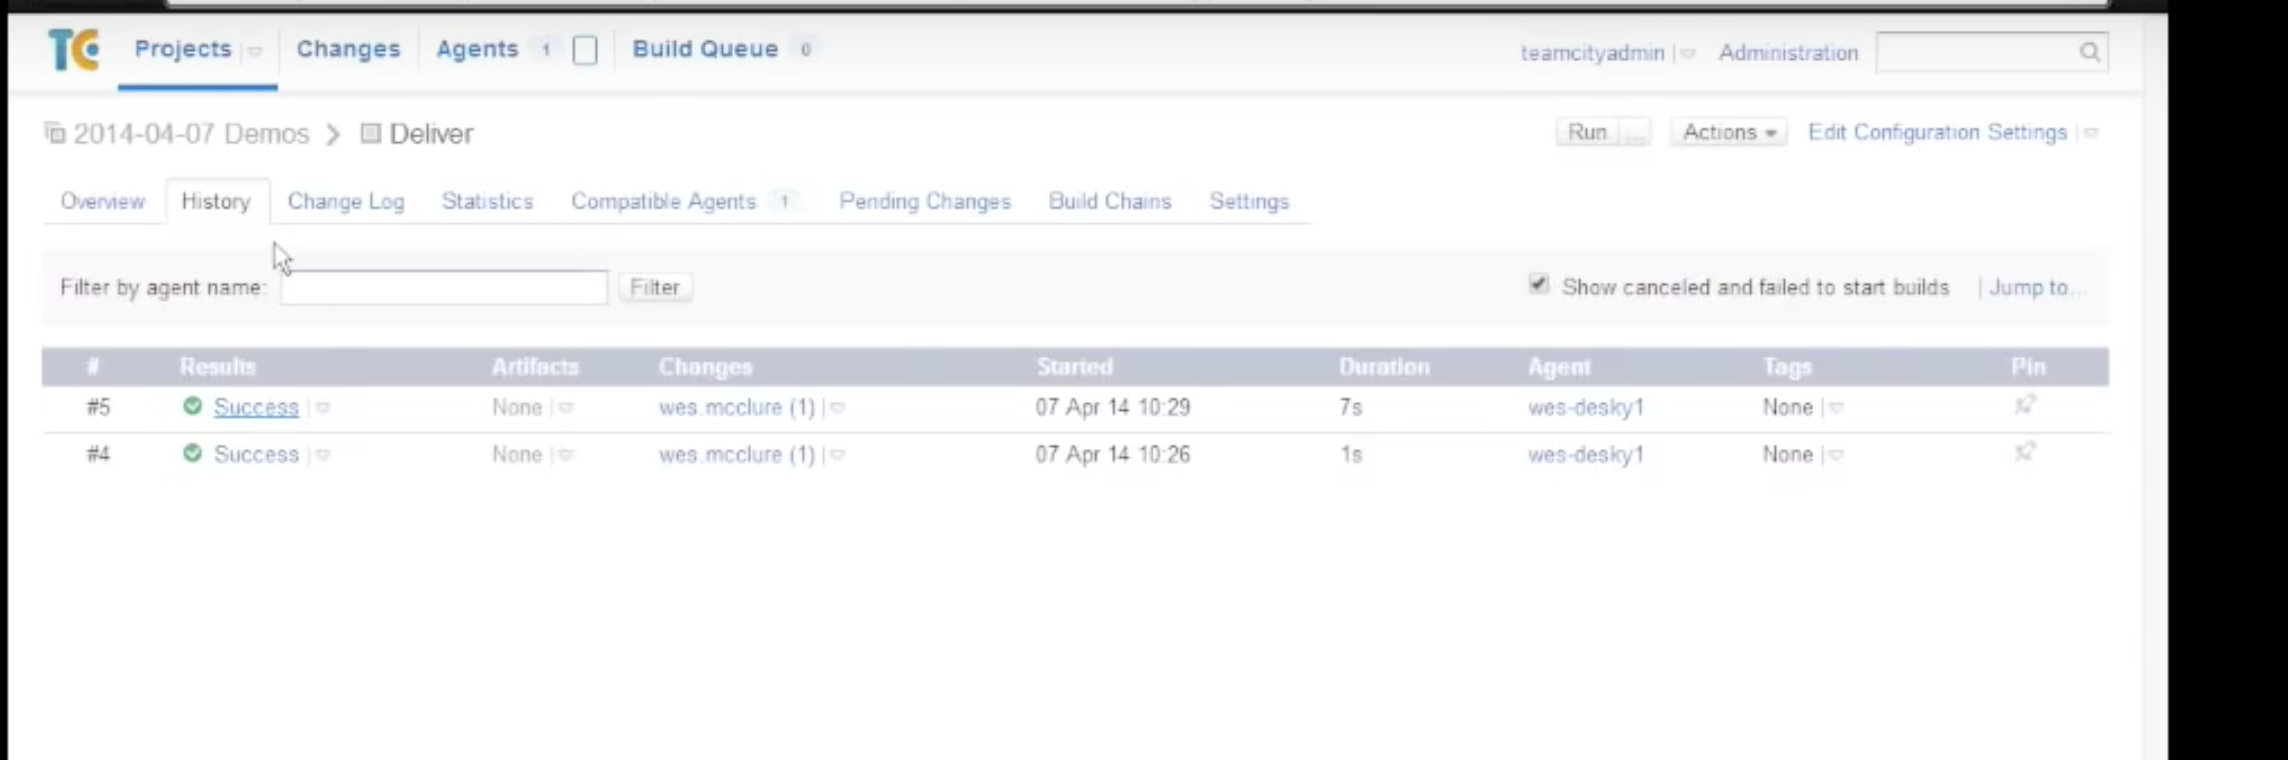 TC Projects Changes Agents 1 Build Queue 0 teamcityadmin Administration
2014-04-07 Demos > Deliver Run ... Actions Edit Configuration Settings
Overview History Change Log Statistics Compatible Agents 1 Pending Changes Build Chains Settings
Filter by agent name: Filter Show canceled and failed to start builds | Jump to...
# Results Artifacts Changes Started Duration Agent Tags Pin
#5 Success None wes.mcclure (1) 07 Apr 14 10:29 7s wes-desky1 None
#4 Success None wes.mcclure (1) 07 Apr 14 10:26 1s wes-desky1 None